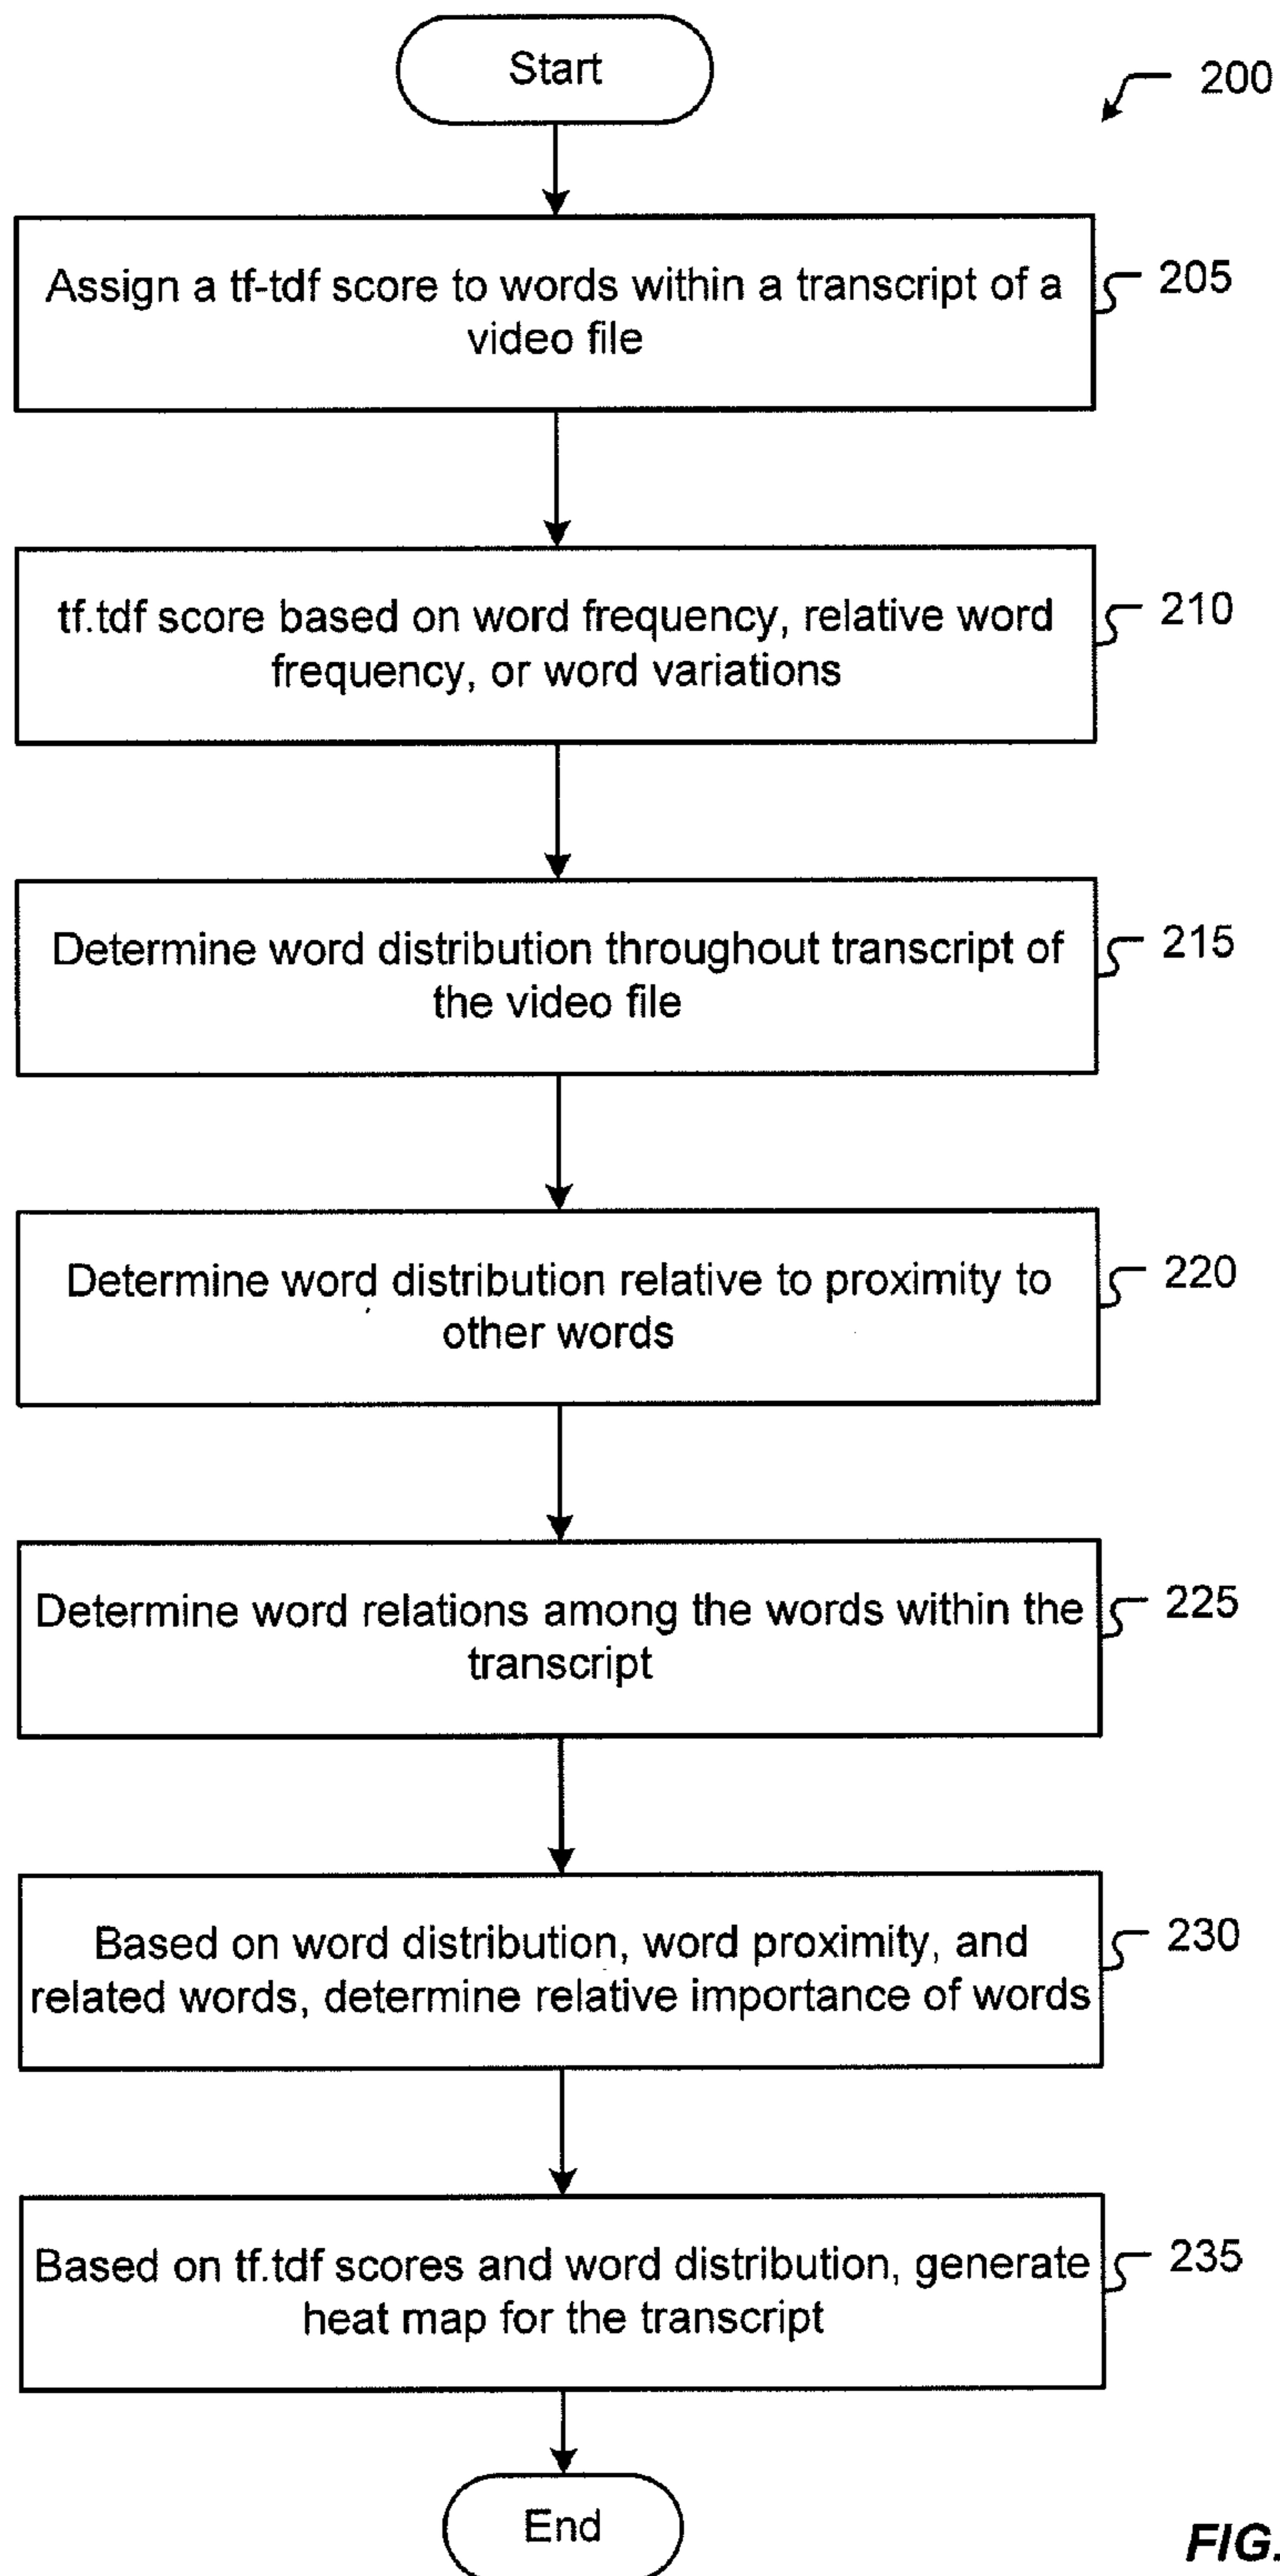 Start
200
Assign a tf-tdf score to words within a transcript of a
video file
205
tf.tdf score based on word frequency, relative word
frequency, or word variations
210
Determine word distribution throughout transcript of
the video file
215
Determine word distribution relative to proximity to
other words
220
Determine word relations among the words within the
transcript
225
Based on word distribution, word proximity, and
related words, determine relative importance of words
230
Based on tf.tdf scores and word distribution, generate
heat map for the transcript
235
End
FIG.